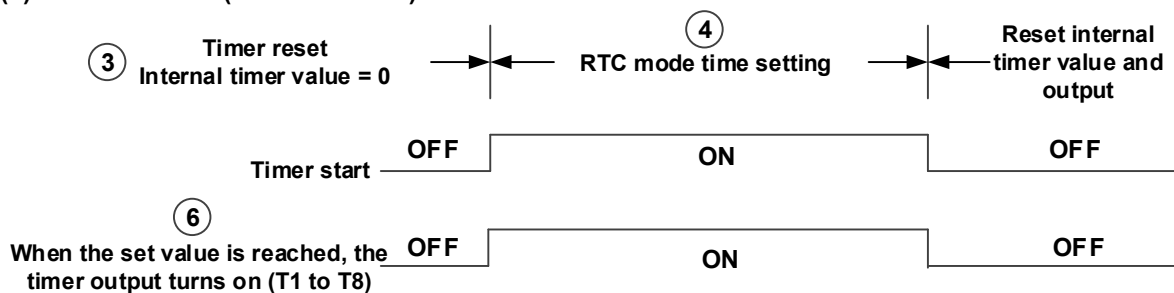 ③ Timer reset
Internal timer value = 0
④
RTC mode time setting
Reset internal
timer value and
output
Timer start
OFF
ON
OFF
⑥
When the set value is reached, the
timer output turns on (T1 to T8)
OFF
ON
OFF